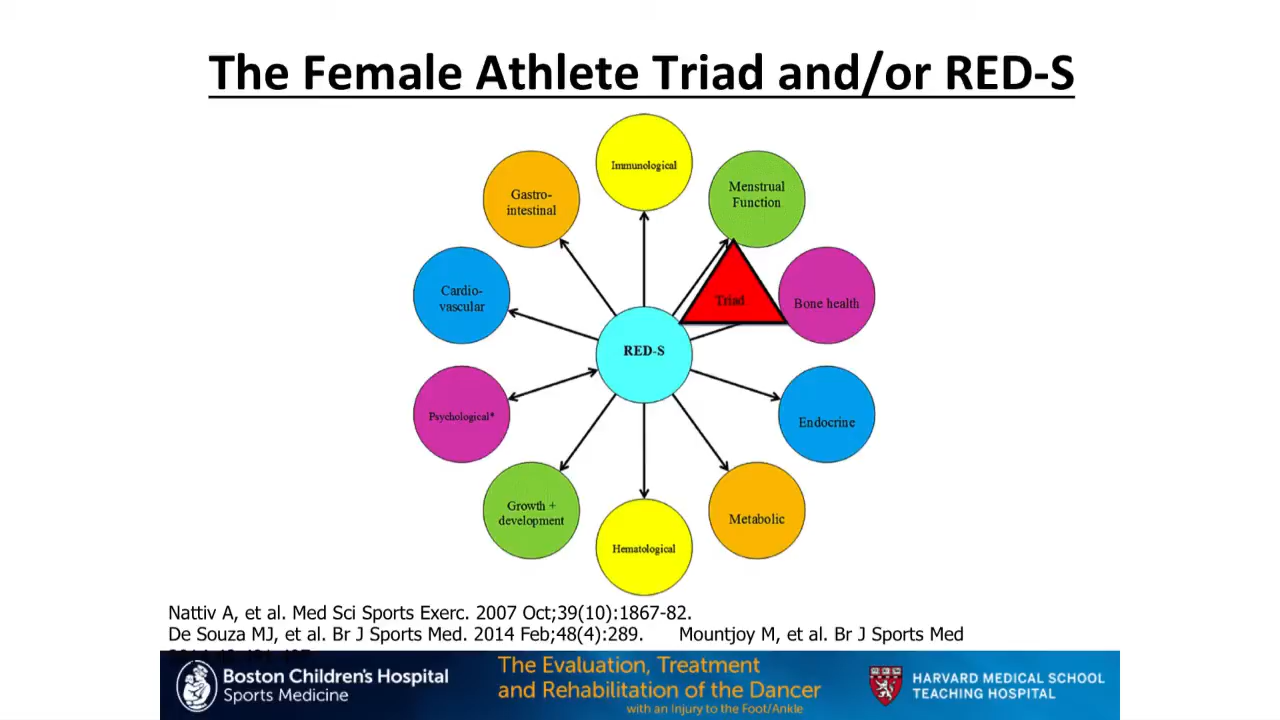 The Female Athlete Triad and/or RED-S
Immunological
Gastro-
intestinal
Menstrual
Function
Cardio-
vascular
Triad
Bone health
RED-S
Psychological*
Endocrine
Growth +
development
Metabolic
Hematological
Nattiv A, et al. Med Sci Sports Exerc. 2007 Oct;39(10):1867-82.
De Souza MJ, et al. Br J Sports Med. 2014 Feb;48(4):289. Mountjoy M, et al. Br J Sports Med
Boston Children's Hospital
Sports Medicine
The Evaluation, Treatment
and Rehabilitation of the Dancer
with an Injury to the Foot/Ankle
HARVARD MEDICAL SCHOOL
TEACHING HOSPITAL